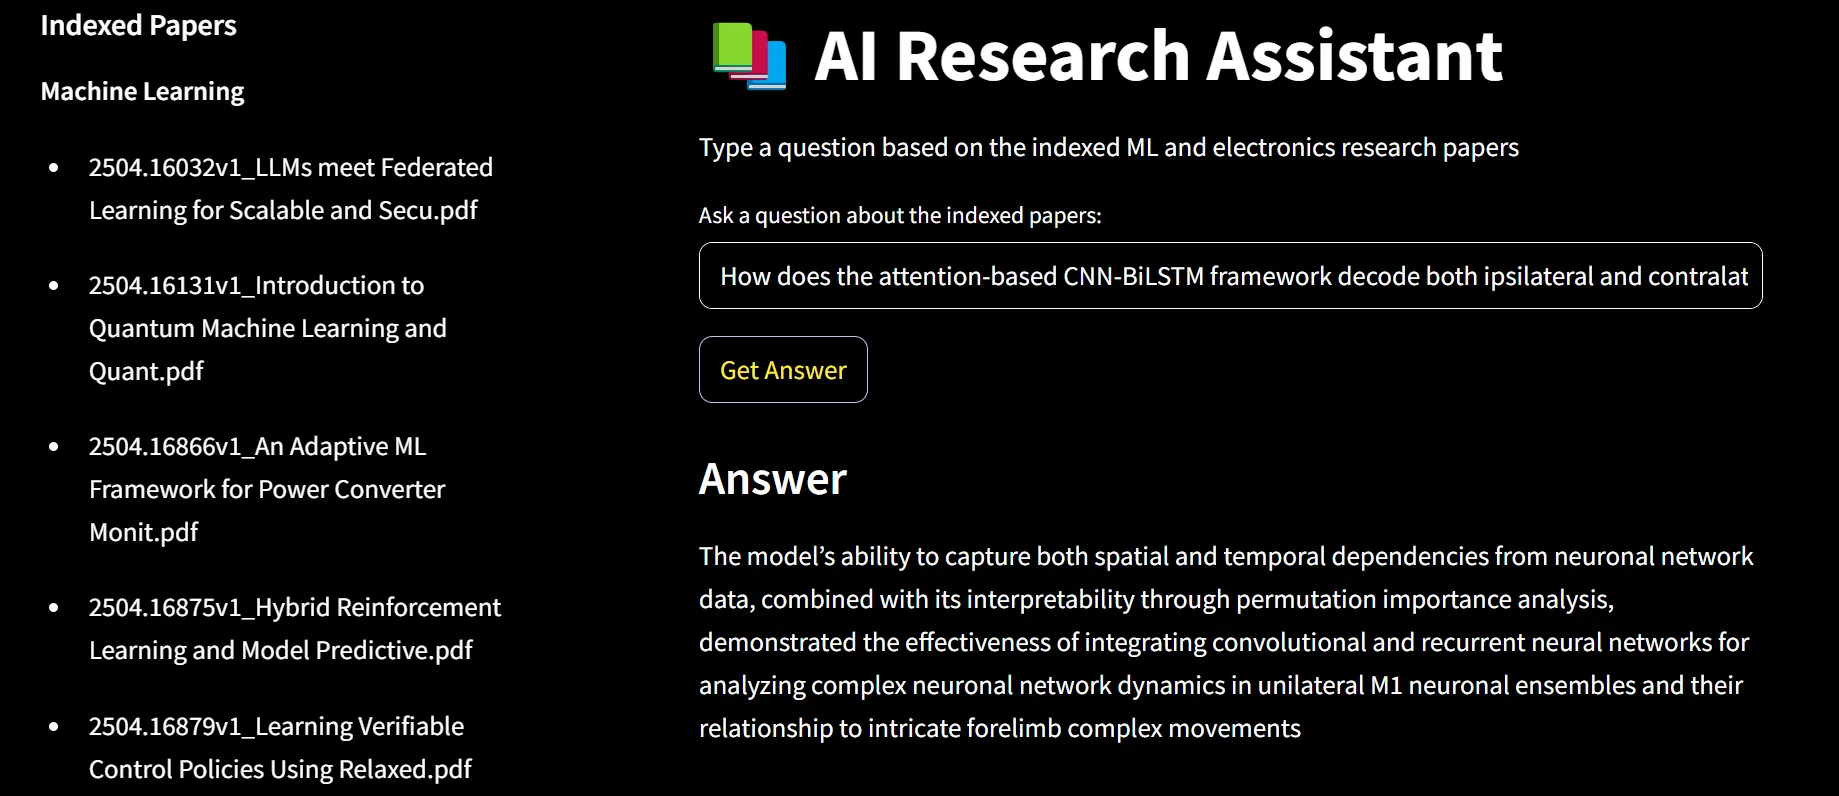 Indexed Papers
Machine Learning
2504.16032v1_LLMs meet Federated
Learning for Scalable and Secu.pdf
2504.16131v1_Introduction to
Quantum Machine Learning and
Quant.pdf
2504.16866v1_An Adaptive ML
Framework for Power Converter
Monit.pdf
2504.16875v1_Hybrid Reinforcement
Learning and Model Predictive.pdf
2504.16879v1_Learning Verifiable
Control Policies Using Relaxed.pdf
AI Research Assistant
Type a question based on the indexed ML and electronics research papers
Ask a question about the indexed papers:
How does the attention-based CNN-BiLSTM framework decode both ipsilateral and contralat
Get Answer
Answer
The model’s ability to capture both spatial and temporal dependencies from neuronal network
data, combined with its interpretability through permutation importance analysis,
demonstrated the effectiveness of integrating convolutional and recurrent neural networks for
analyzing complex neuronal network dynamics in unilateral M1 neuronal ensembles and their
relationship to intricate forelimb complex movements